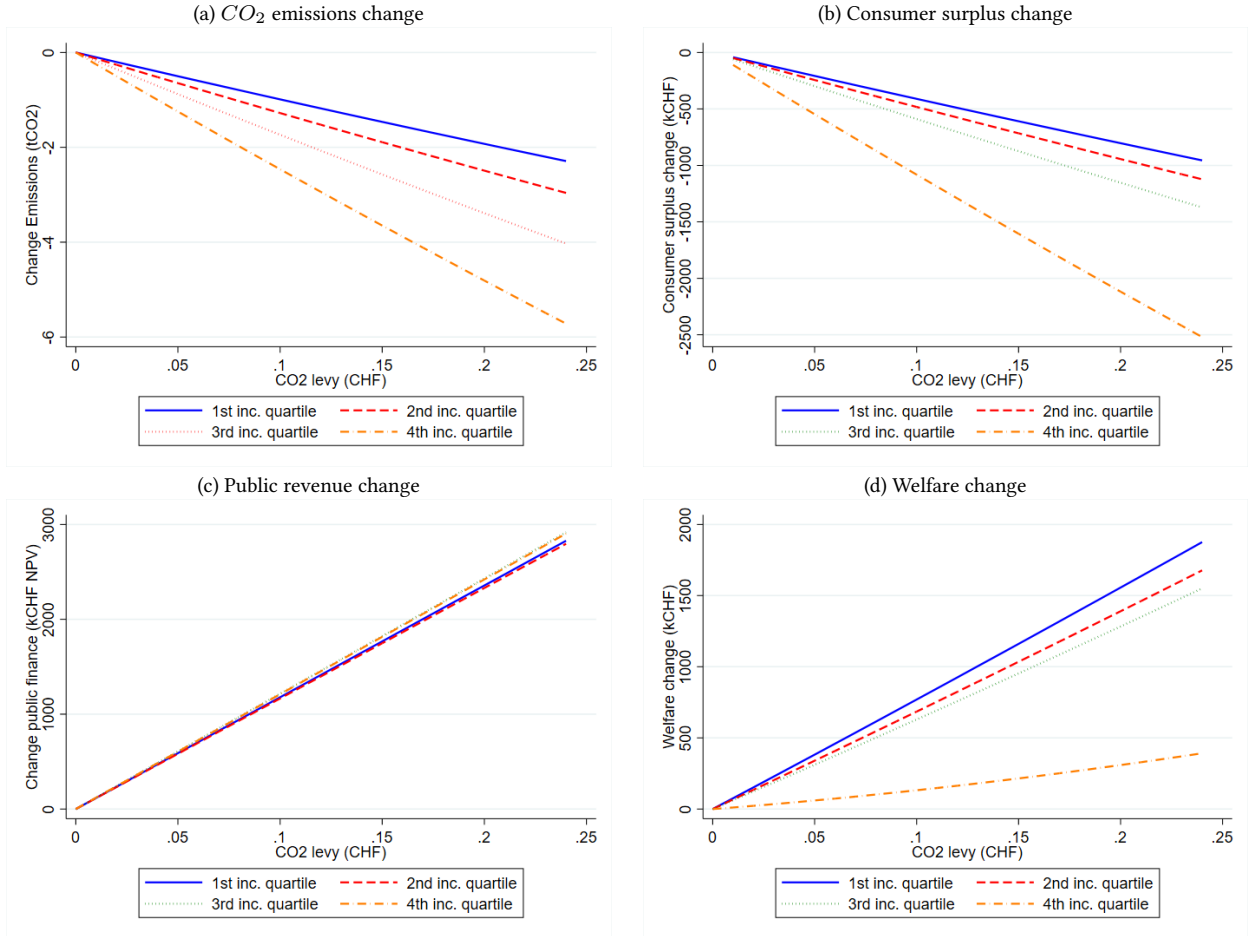 (a) CO2 emissions change
Change Emissions (tCO2)
0
-2
-4
-6
0 .05 .1 .15 .2 .25
CO2 levy (CHF)
1st inc. quartile 2nd inc. quartile
3rd inc. quartile 4th inc. quartile
(b) Consumer surplus change
Consumer surplus change (kCHF)
0
-500
-1000
-1500
-2000
-2500
0 .05 .1 .15 .2 .25
CO2 levy (CHF)
1st inc. quartile 2nd inc. quartile
3rd inc. quartile 4th inc. quartile
(c) Public revenue change
Change public finance (kCHF NPV)
3000
2000
1000
0
0 .05 .1 .15 .2 .25
CO2 levy (CHF)
1st inc. quartile 2nd inc. quartile
3rd inc. quartile 4th inc. quartile
(d) Welfare change
Welfare change (kCHF)
2000
1500
1000
500
0
0 .05 .1 .15 .2 .25
CO2 levy (CHF)
1st inc. quartile 2nd inc. quartile
3rd inc. quartile 4th inc. quartile